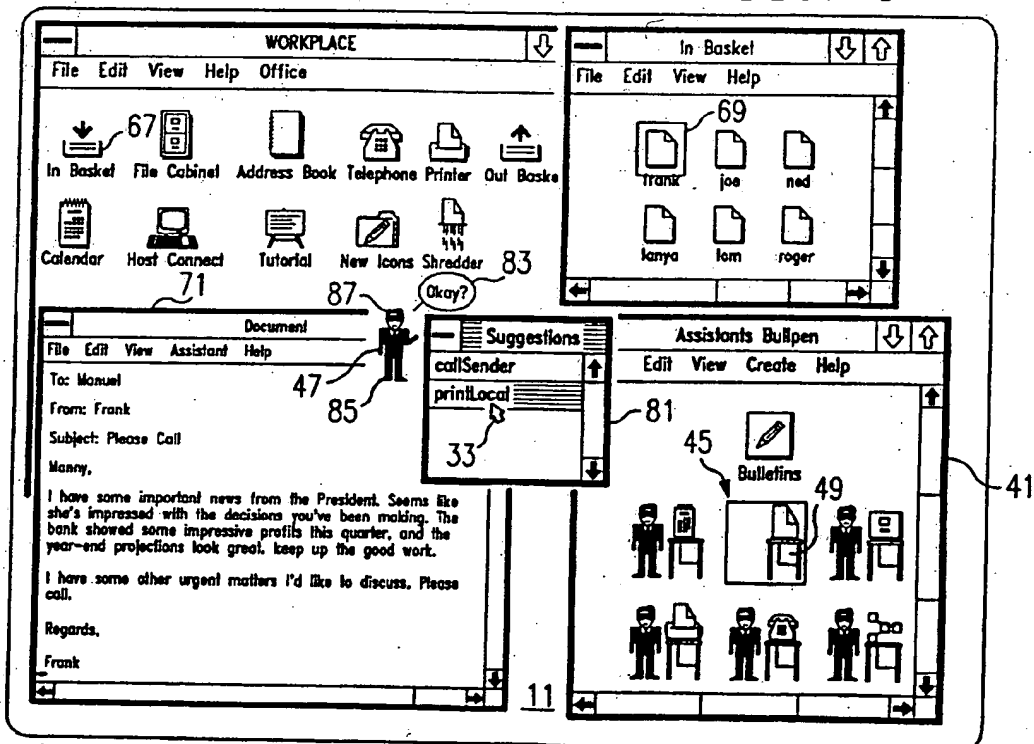 WORKPLACE
File Edit View Help Office
67
In Basket File Cabinet Address Book Telephone Printer Out Baske
Calendar Host Connect Tutorial New Icons Shredder
In Basket
File Edit View Help
69
frank joe ned
tanya tom roger
71
87
Okay?
83
47
85
Document
File Edit View Assistant Help
To: Manuel
From: Frank
Subject: Please Call
Manny,
I have some important news from the President. Seems like
she's impressed with the decisions you've been making. The
bank showed some impressive profits this quarter, and the
year-end projections look great. keep up the good work.
I have some other urgent matters I'd like to discuss. Please
call.
Regards,
Frank
Suggestions
callSender
printLocal
33
81
Assistants Bullpen
Edit View Create Help
45
Bulletins
49
41
11